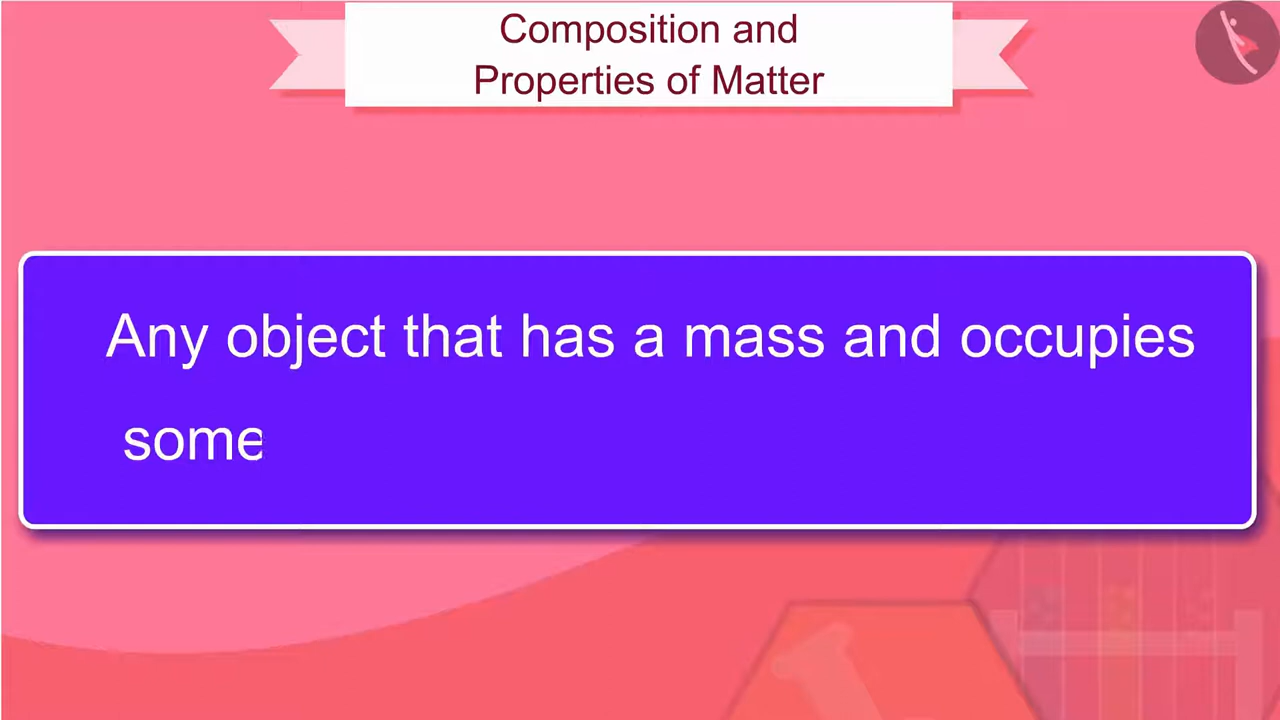 Composition and
Properties of Matter
Any object that has a mass and occupies
some